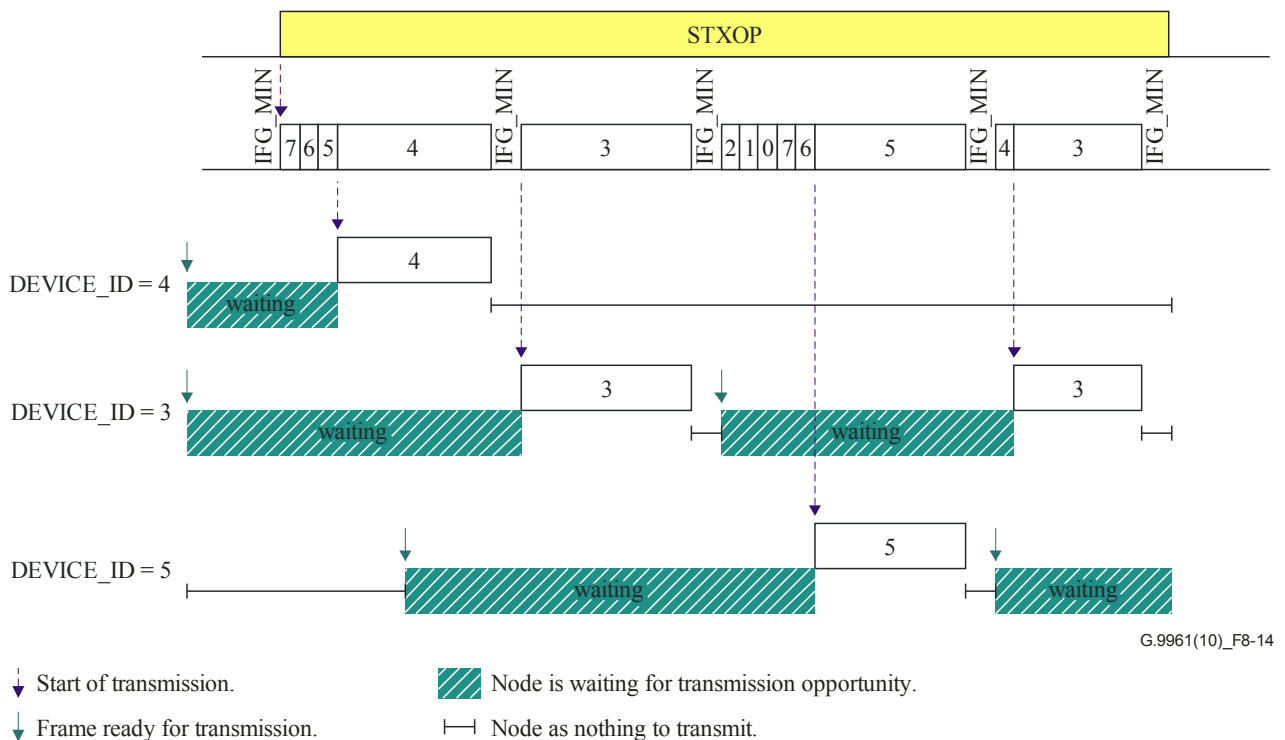 STXOP
IFG_MIN
IFG_MIN
IFG_MIN
IFG_MIN
IFG_MIN
7 6 5 4 3 2 1 0 7 6 5 4 3
4
DEVICE_ID = 4
waiting
3
3
DEVICE_ID = 3
waiting
waiting
5
DEVICE_ID = 5
waiting
waiting
G.9961(10)_F8-14
Start of transmission.
Node is waiting for transmission opportunity.
Frame ready for transmission.
Node as nothing to transmit.